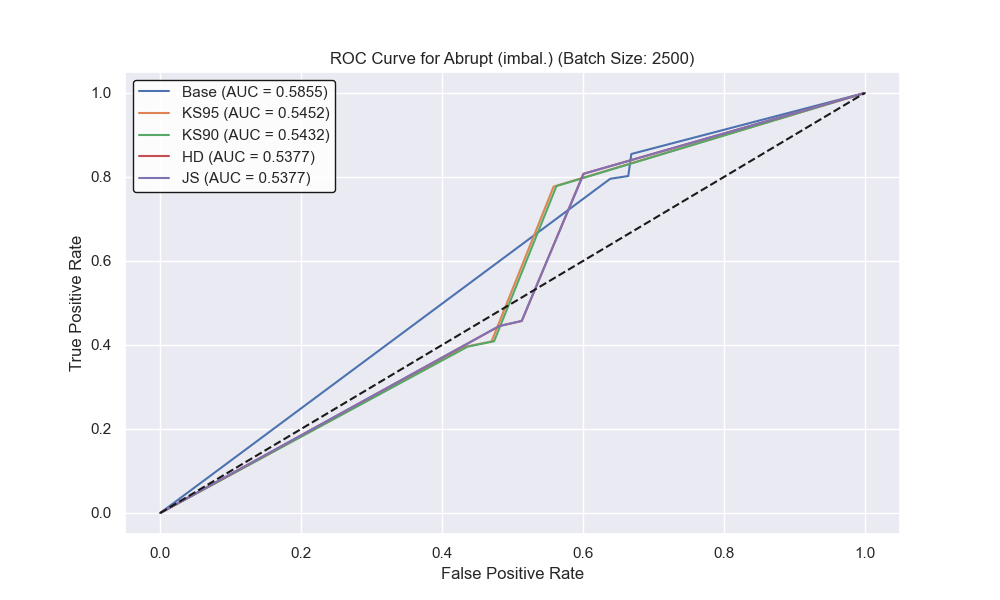 ROC Curve for Abrupt (imbal.) (Batch Size: 2500)
Base (AUC = 0.5855)
KS95 (AUC = 0.5452)
KS90 (AUC = 0.5432)
HD (AUC = 0.5377)
JS (AUC = 0.5377)
True Positive Rate
1.0
0.8
0.6
0.4
0.2
0.0
0.0 0.2 0.4 0.6 0.8 1.0
False Positive Rate